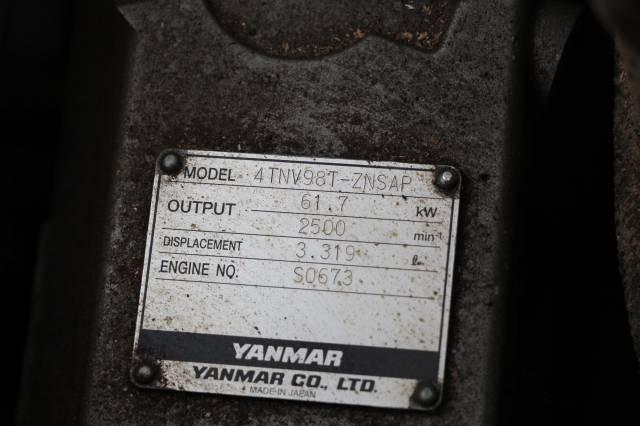 MODEL 4TNV98T-ZNSAP
OUTPUT 61.7 kW
2500 min-1
DISPLACEMENT 3.319 ℓ
ENGINE NO. S0673
YANMAR
YANMAR CO., LTD.
MADE IN JAPAN